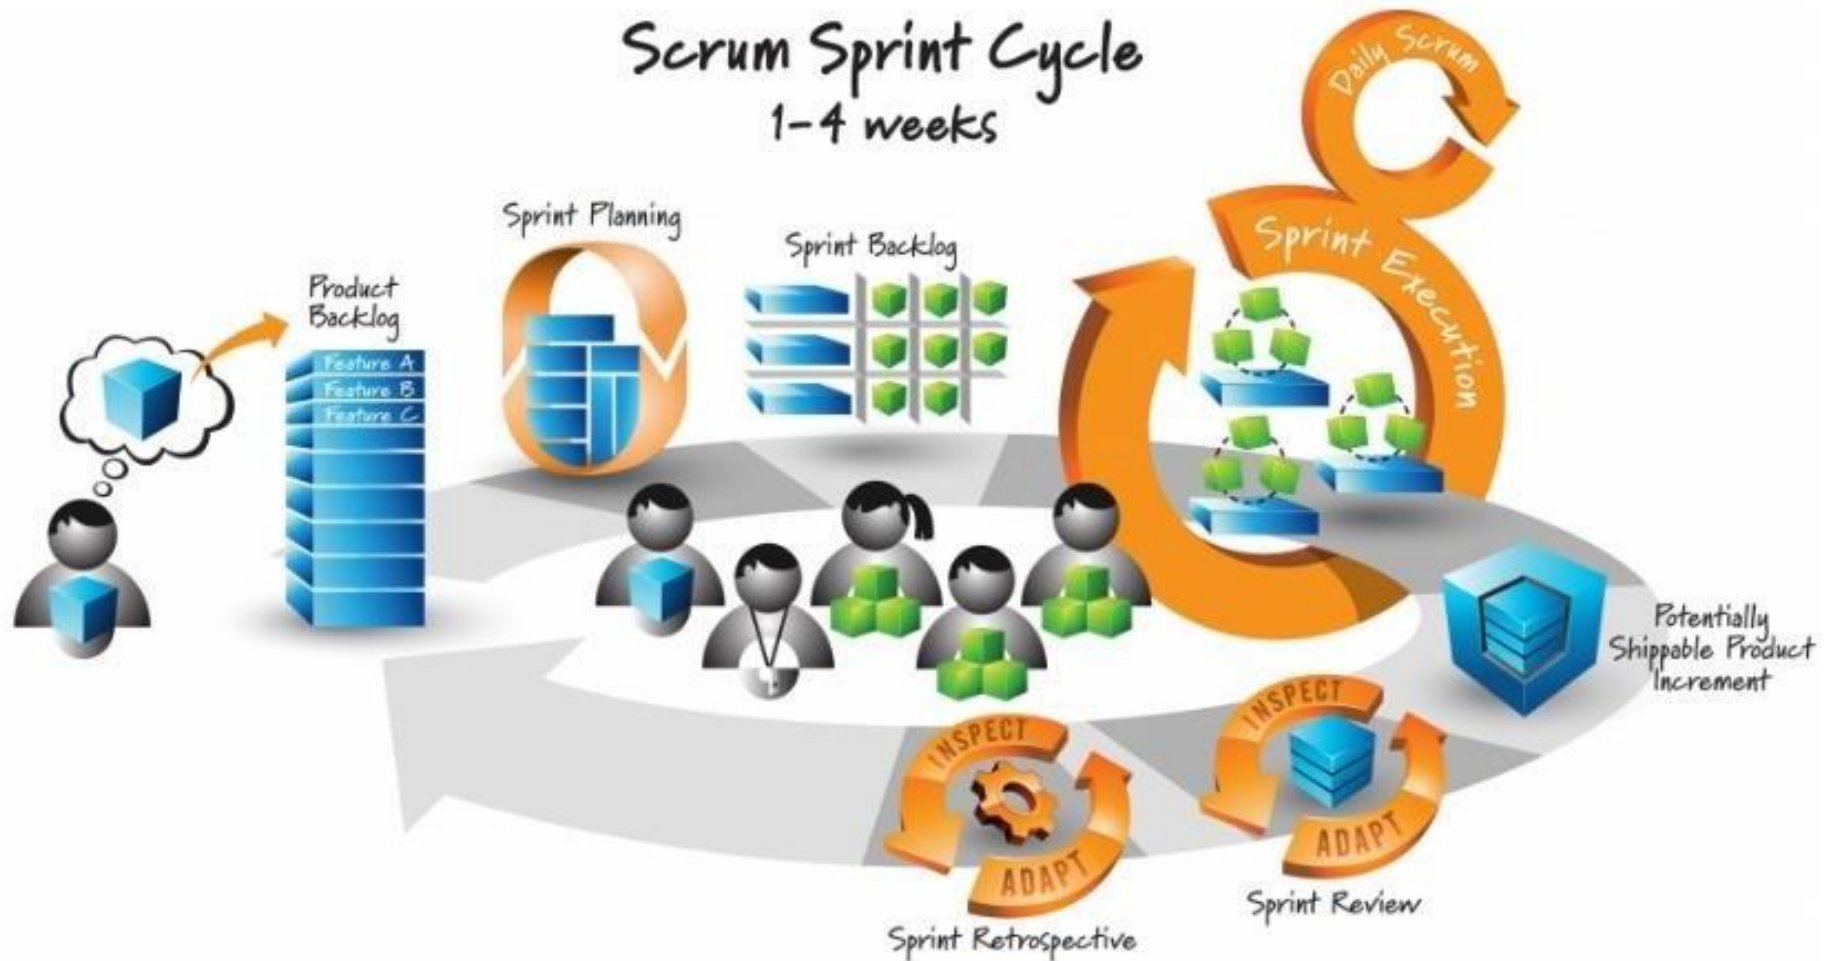 Scrum Sprint Cycle
1-4 weeks
Daily Scrum
Sprint Execution
Sprint Planning
Sprint Backlog
Product
Backlog
Feature A
Feature B
Feature C
Potentially
Shippable Product
Increment
INSPECT
ADAPT
Sprint Review
INSPECT
ADAPT
Sprint Retrospective